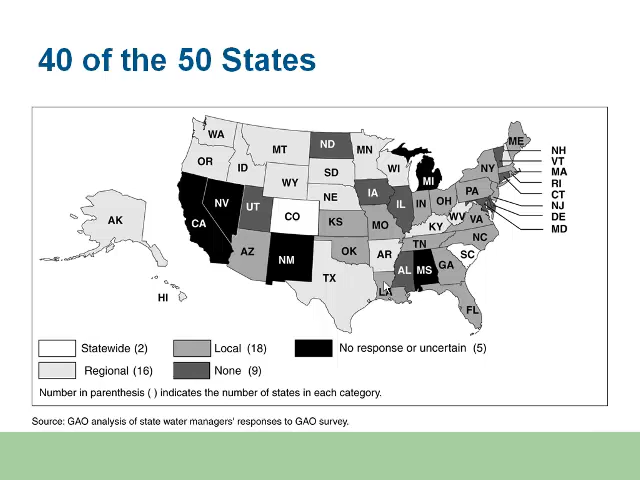 40 of the 50 States
WA
MT
ND
MN
ME
NH
VT
MA
RI
CT
NJ
DE
MD
OR
ID
WY
SD
WI
MI
NY
NV
UT
CO
NE
IA
IL
IN
OH
PA
CA
KS
MO
KY
WV
VA
AK
AZ
NM
OK
AR
TN
NC
SC
HI
TX
LA
AL
MS
GA
FL
Statewide (2)
Local (18)
No response or uncertain (5)
Regional (16)
None (9)
Number in parenthesis ( ) indicates the number of states in each category.
Source: GAO analysis of state water managers' responses to GAO survey.